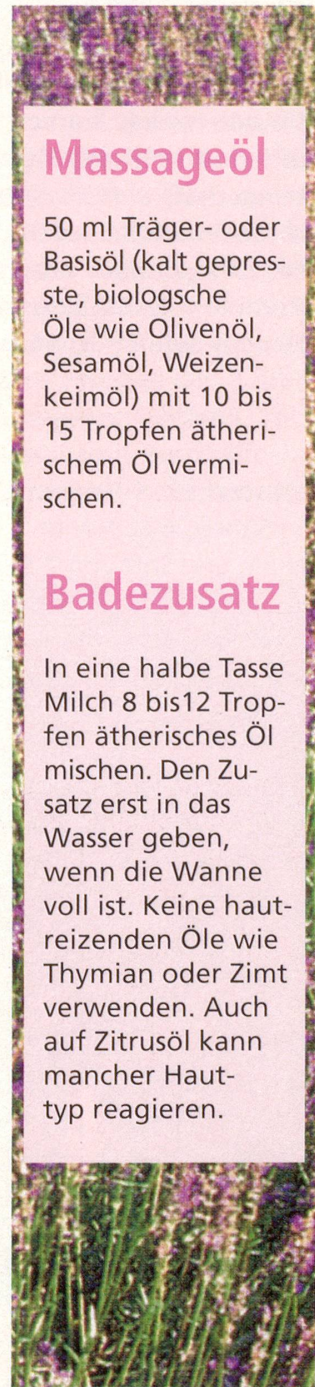 Massageöl
50 ml Träger- oder
Basisöl (kalt gepres-
ste, biologsche
Öle wie Olivenöl,
Sesamöl, Weizen-
keimöl) mit 10 bis
15 Tropfen ätheri-
schem Öl vermi-
schen.
Badezusatz
In eine halbe Tasse
Milch 8 bis12 Trop-
fen ätherisches Öl
mischen. Den Zu-
satz erst in das
Wasser geben,
wenn die Wanne
voll ist. Keine haut-
reizenden Öle wie
Thymian oder Zimt
verwenden. Auch
auf Zitrusöl kann
mancher Haut-
typ reagieren.